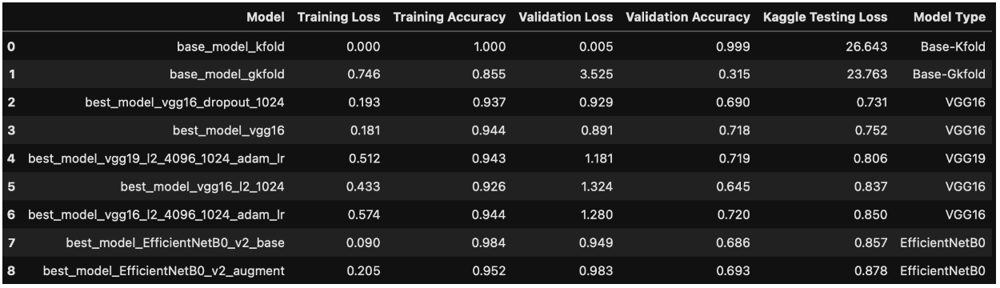 Model Training Loss Training Accuracy Validation Loss Validation Accuracy Kaggle Testing Loss Model Type
0 base_model_kfold 0.000 1.000 0.005 0.999 26.643 Base-Kfold
1 base_model_gkfold 0.746 0.855 3.525 0.315 23.763 Base-Gkfold
2 best_model_vgg16_dropout_1024 0.193 0.937 0.929 0.690 0.731 VGG16
3 best_model_vgg16 0.181 0.944 0.891 0.718 0.752 VGG16
4 best_model_vgg19_l2_4096_1024_adam_lr 0.512 0.943 1.181 0.719 0.806 VGG19
5 best_model_vgg16_l2_1024 0.433 0.926 1.324 0.645 0.837 VGG16
6 best_model_vgg16_l2_4096_1024_adam_lr 0.574 0.944 1.280 0.720 0.850 VGG16
7 best_model_EfficientNetB0_v2_base 0.090 0.984 0.949 0.686 0.857 EfficientNetB0
8 best_model_EfficientNetB0_v2_augment 0.205 0.952 0.983 0.693 0.878 EfficientNetB0